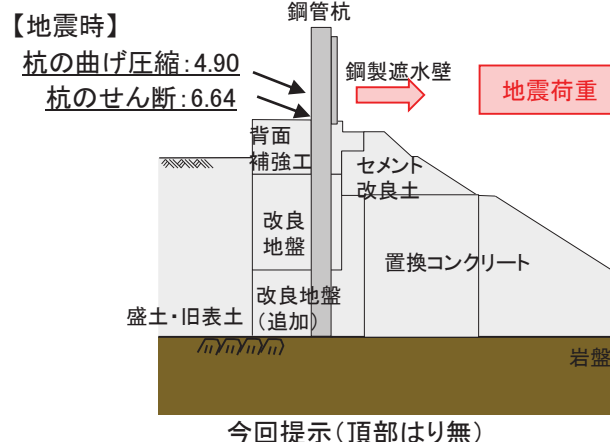 鋼管杭
【地震時】
杭の曲げ圧縮:4.90
杭のせん断:6.64
鋼製遮水壁
地震荷重
背面
補強工
セメント
改良土
改良
地盤
置換コンクリート
改良地盤
(追加)
盛土・旧表土
岩盤
今回提示(頂部はり無)